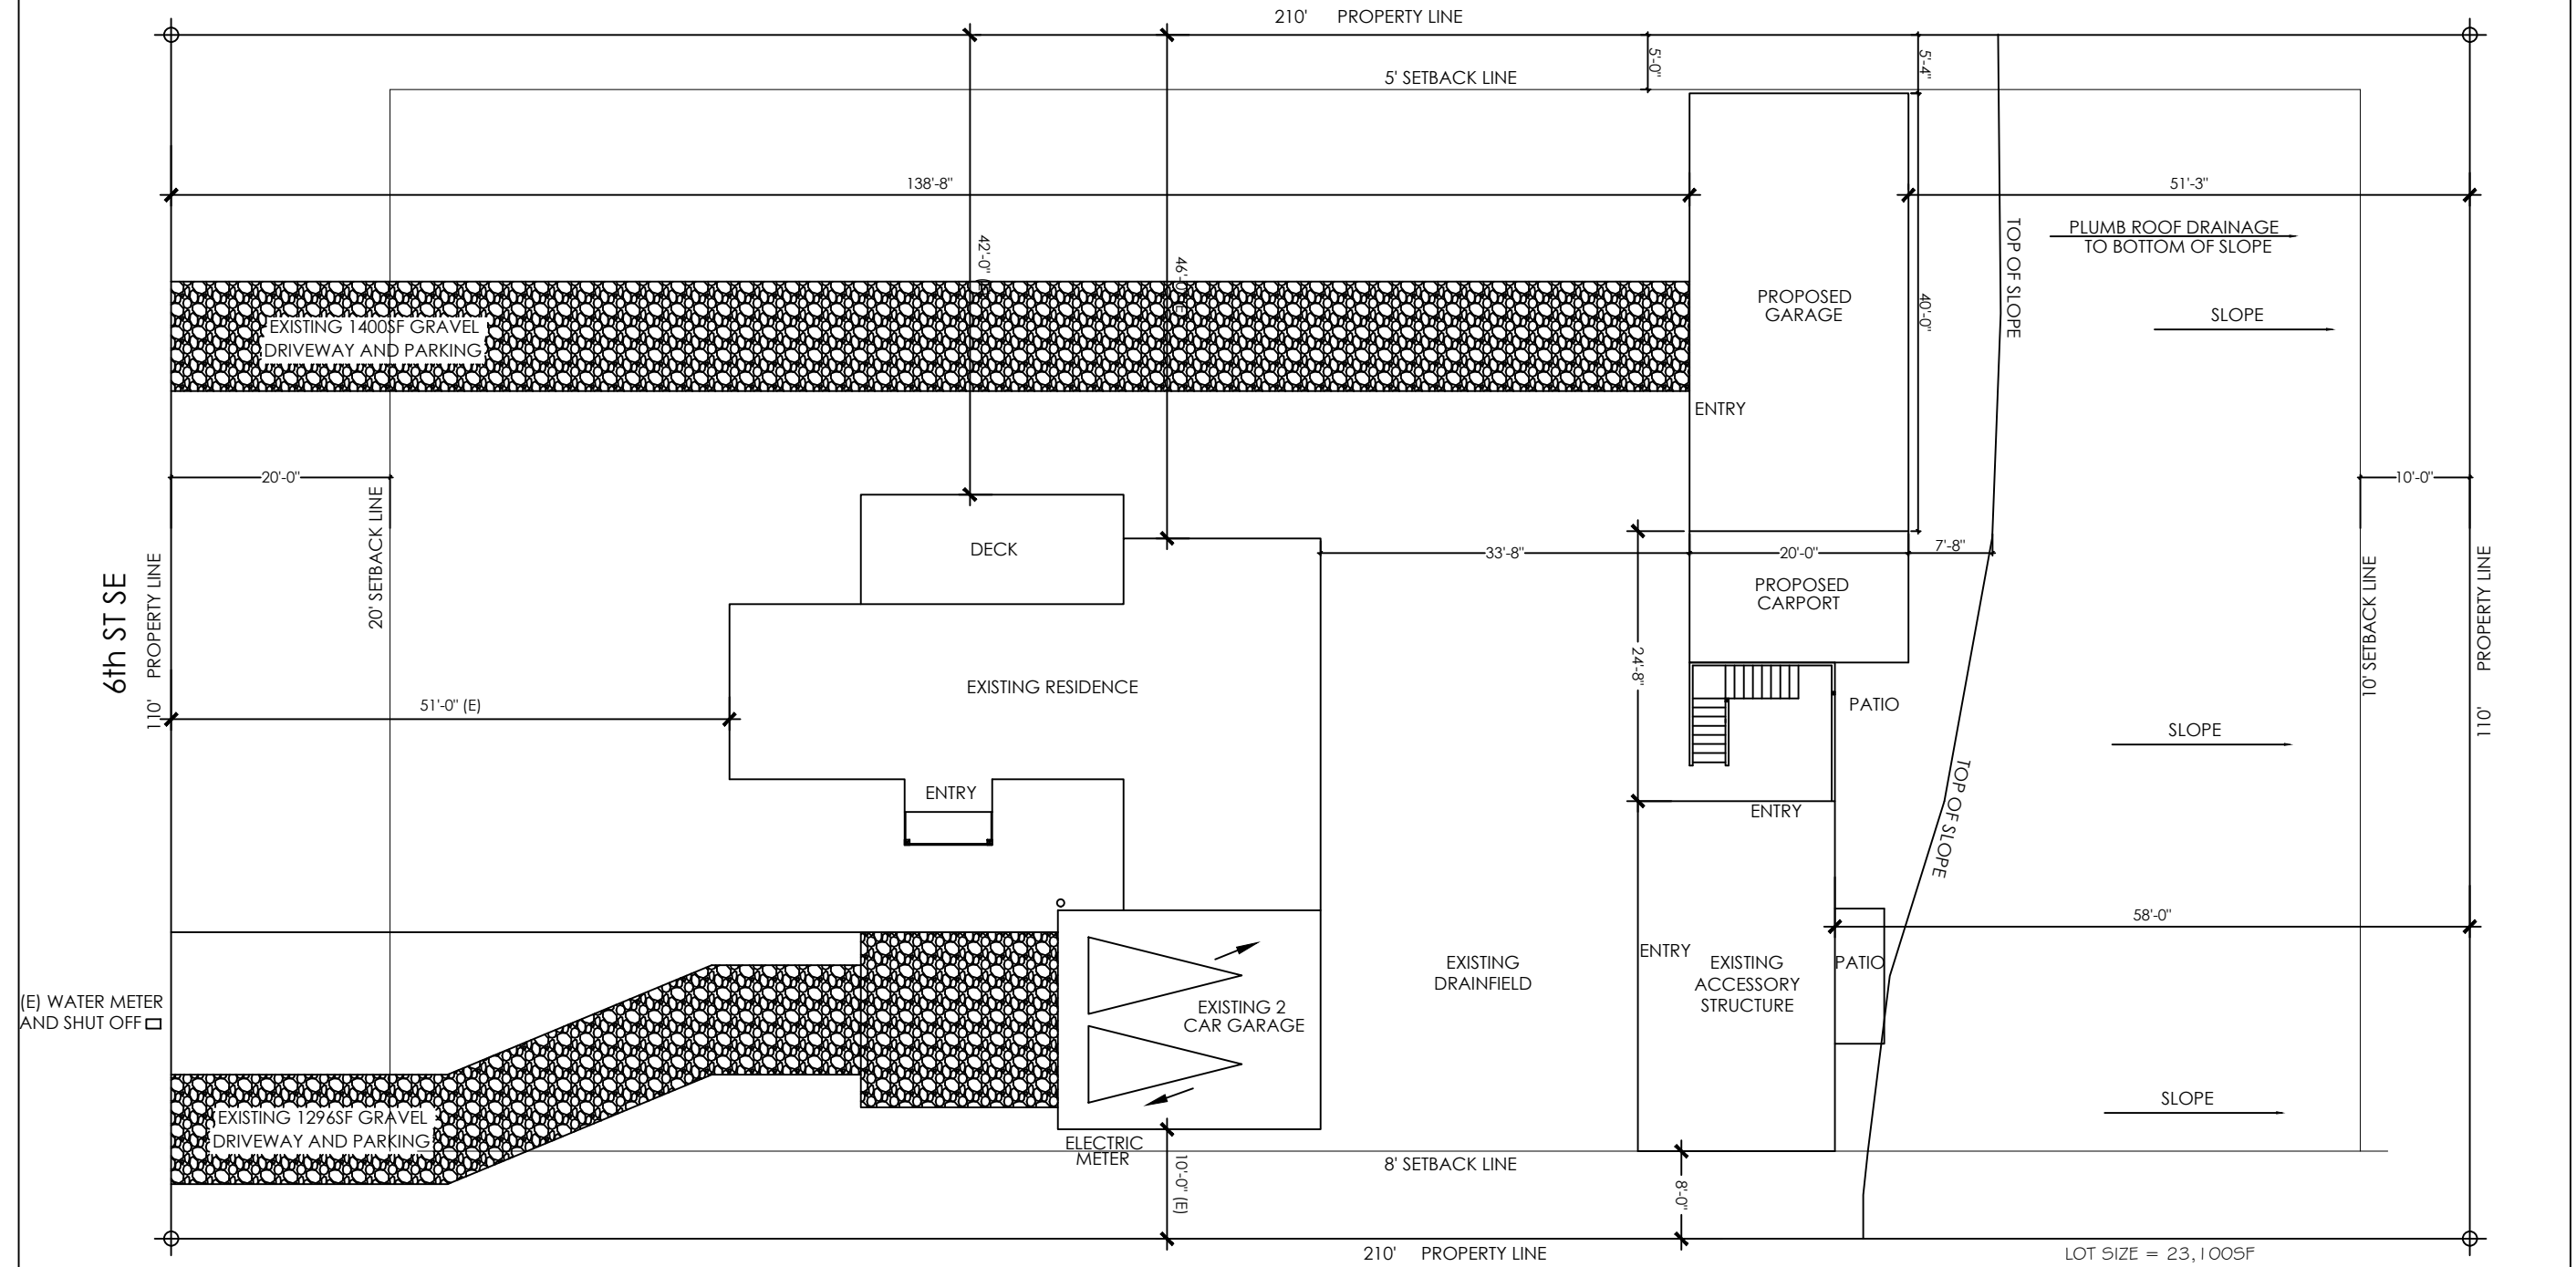 210' PROPERTY LINE
5'-0"
5'-4"
5' SETBACK LINE
138'-8"
51'-3"
PLUMB ROOF DRAINAGE
TO BOTTOM OF SLOPE
TOP OF SLOPE
42'-0" (E)
46'-0" (E)
EXISTING 1400SF GRAVEL
DRIVEWAY AND PARKING
PROPOSED
GARAGE
40'-0"
SLOPE
ENTRY
20'-0"
20' SETBACK LINE
10'-0"
DECK
33'-8"
20'-0"
7'-8"
PROPOSED
CARPORT
6th ST SE
110' PROPERTY LINE
10' SETBACK LINE
110' PROPERTY LINE
24'-8"
EXISTING RESIDENCE
51'-0" (E)
PATIO
SLOPE
ENTRY
ENTRY
TOP OF SLOPE
58'-0"
ENTRY
EXISTING
DRAINFIELD
EXISTING
ACCESSORY
STRUCTURE
PATIO
(E) WATER METER
AND SHUT OFF
EXISTING 2
CAR GARAGE
EXISTING 1296SF GRAVEL
DRIVEWAY AND PARKING
SLOPE
ELECTRIC
METER
10'-0" (E)
8' SETBACK LINE
8'-0"
210' PROPERTY LINE
LOT SIZE = 23,100SF